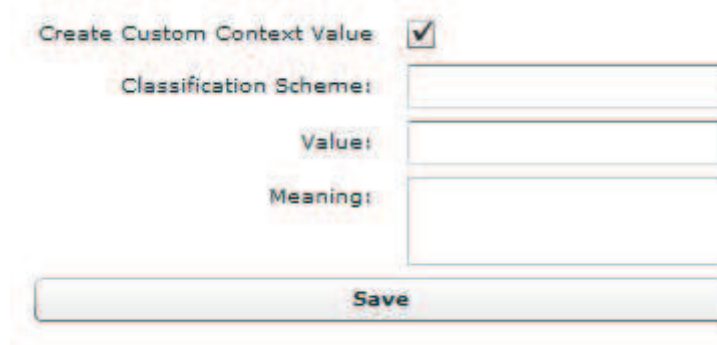 Create Custom Context Value
Classification Scheme:
Value:
Meaning:
Save